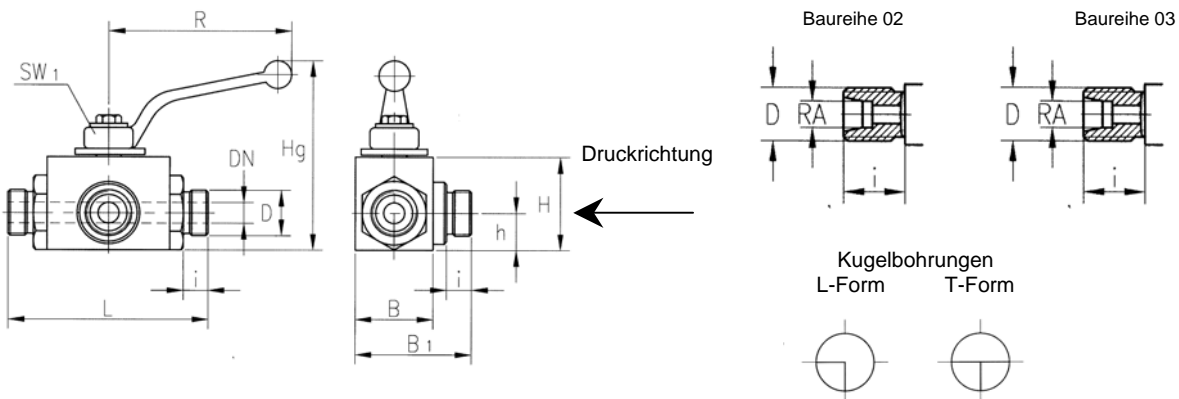 R
SW 1
DN
Hg
D
i
L
Druckrichtung
H
h
i
B
B 1
Baureihe 02
D
RA
i
Baureihe 03
D
RA
i
Kugelbohrungen
L-Form
T-Form